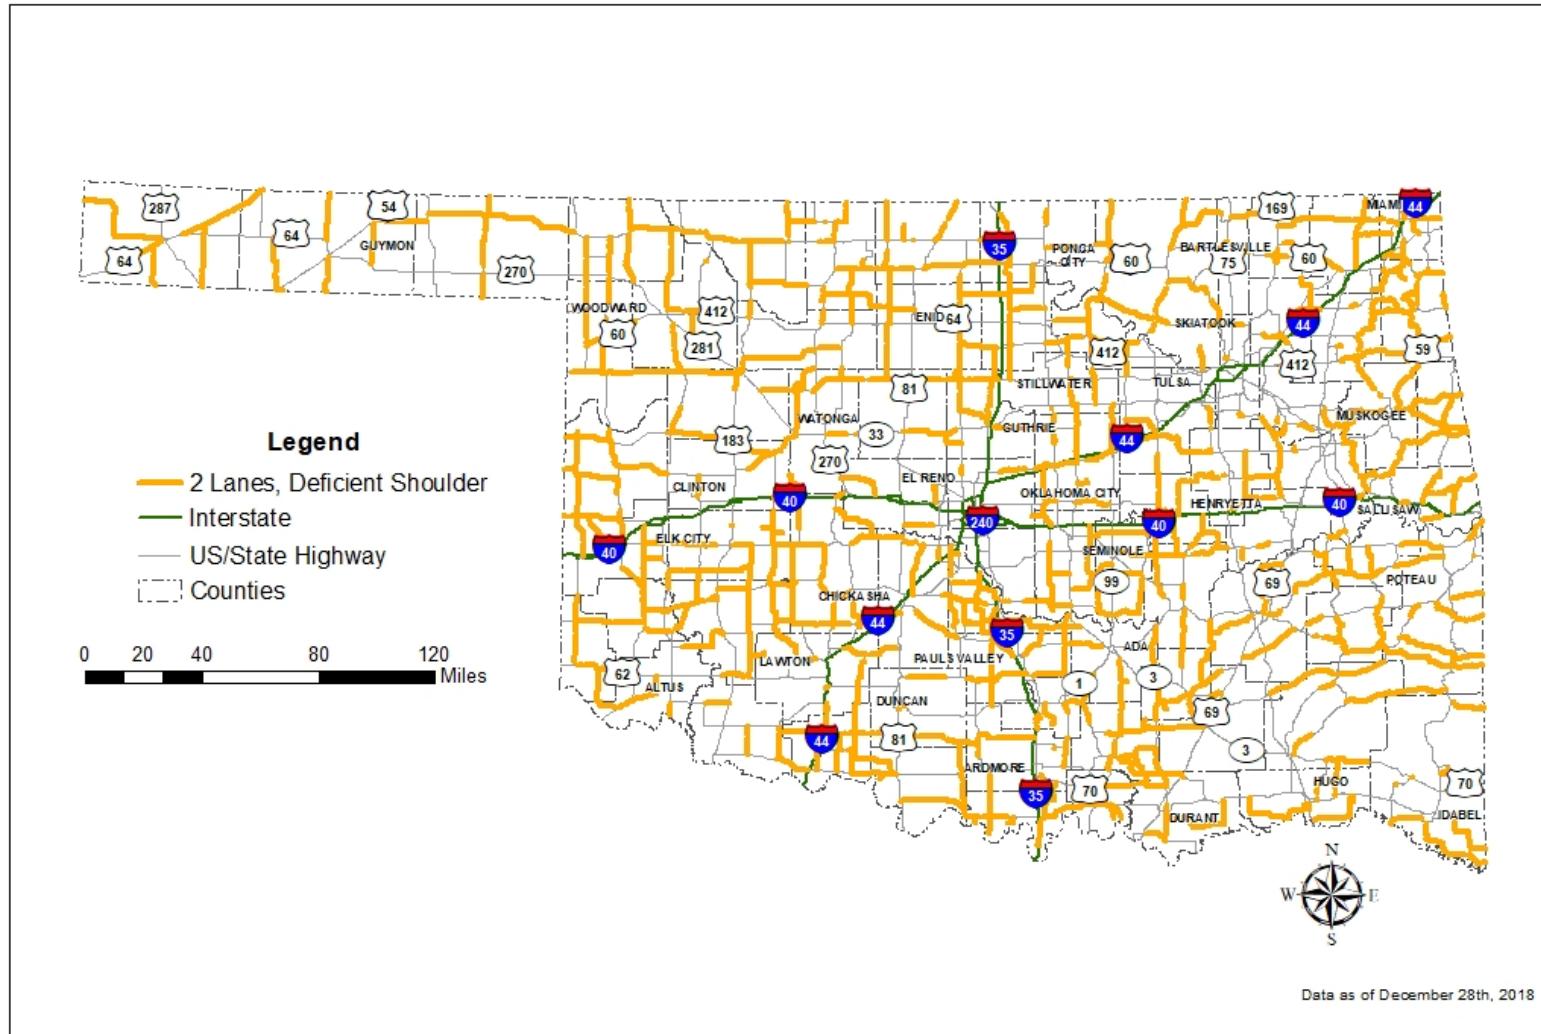 287
54
64
64
GUYMON
270
169
MIAMI
44
35
PONCA
CITY
60
BARTLESVILLE
75
60
WOODWARD
412
60
281
ENID
64
SKIATOOK
44
412
412
59
81
STILLWATER
TULSA
WATONGA
33
GUTHRIE
MUSKOGEE
183
270
44
Legend
2 Lanes, Deficient Shoulder
Interstate
US/State Highway
Counties
CLINTON
40
EL RENO
OKLAHOMA CITY
HENRYETTA
40
SALLISAW
240
40
40
ELK CITY
SEMINOLE
99
69
POTEAU
CHICKASHA
44
35
0 20 40 80 120
Miles
LAWTON
PAULS VALLEY
ADA
62
ALTUS
1
3
DUNCAN
69
44
81
3
ARDMORE
35
70
HUGO
70
DURANT
IDABEL
N
W E
S
Data as of December 28th, 2018